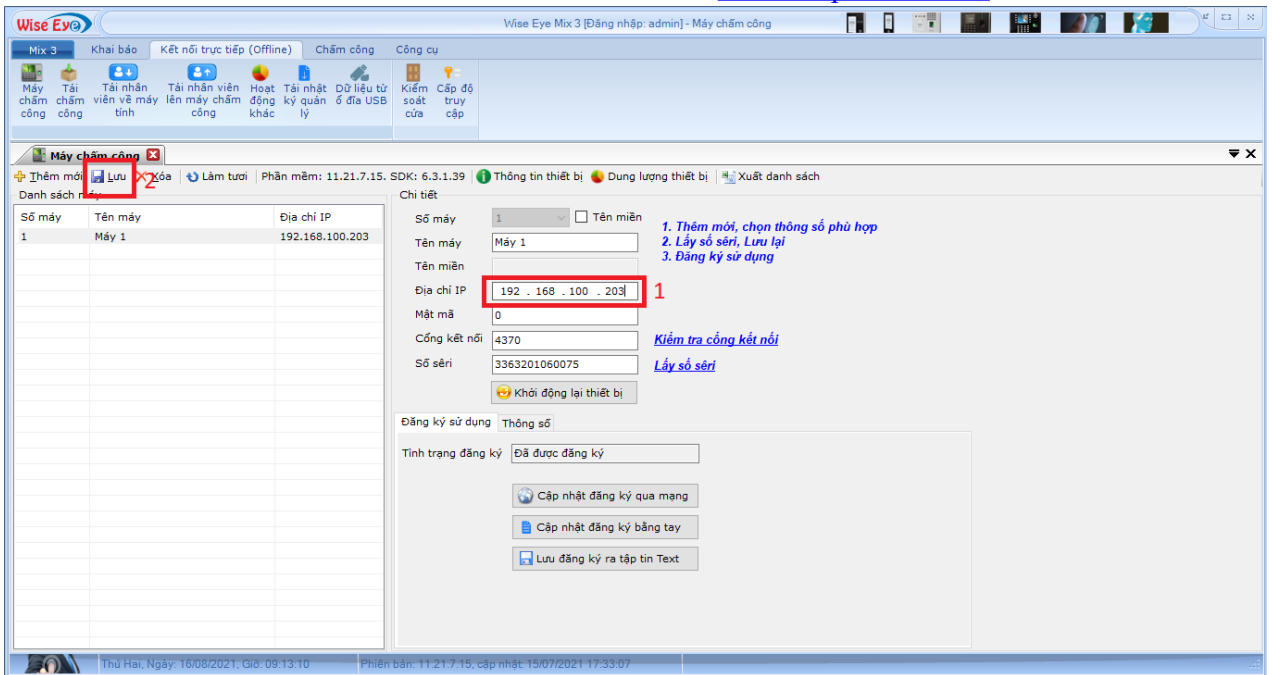 Wise Eye
Wise Eye Mix 3 [Đăng nhập: admin] - Máy chấm công
Mix 3 Khai báo Kết nối trực tiếp (Offline) Chấm công Công cụ
Máy chấm công
Tải chấm công
Tải nhân viên về máy tính
Tải nhân viên lên máy chấm công
Hoạt động khác
Tải nhật ký quản lý
Dữ liệu từ ổ đĩa USB
Kiểm soát cửa
Cấp độ truy cập
Máy chấm công
Thêm mới Lưu 2 Xóa Làm tươi Phần mềm: 11.21.7.15. SDK: 6.3.1.39 Thông tin thiết bị Dung lượng thiết bị Xuất danh sách
Danh sách máy
Số máy Tên máy Địa chỉ IP
1 Máy 1 192.168.100.203
Chi tiết
Số máy 1 Tên miền
Tên máy Máy 1
Tên miền
Địa chỉ IP 192 . 168 . 100 . 203 1
Mật mã 0
Cổng kết nối 4370 Kiểm tra cổng kết nối
Số sêri 3363201060075 Lấy số sêri
Khởi động lại thiết bị
1. Thêm mới, chọn thông số phù hợp
2. Lấy số sêri, Lưu lại
3. Đăng ký sử dụng
Đăng ký sử dụng Thông số
Tình trạng đăng ký Đã được đăng ký
Cập nhật đăng ký qua mạng
Cập nhật đăng ký bằng tay
Lưu đăng ký ra tập tin Text
Thứ Hai, Ngày: 16/08/2021, Giờ: 09:13:10 Phiên bản: 11.21.7.15, cập nhật: 15/07/2021 17:33:07